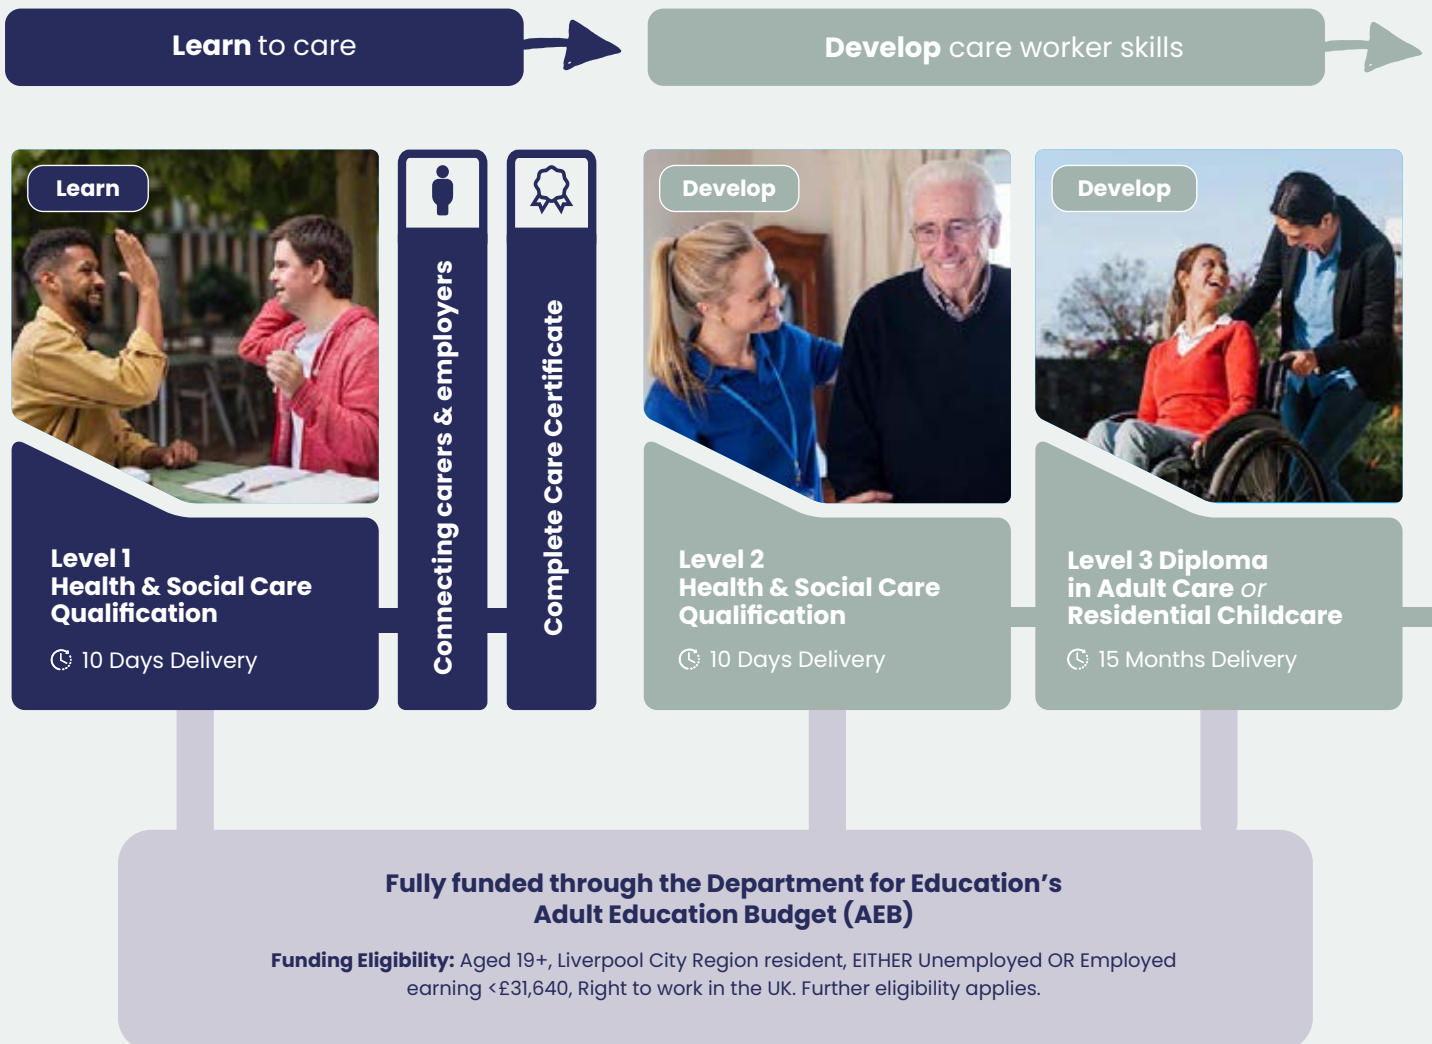 Learn to care
Develop care worker skills
Learn
Connecting carers & employers
Complete Care Certificate
Develop
Develop
Level 1
Health & Social Care
Qualification
10 Days Delivery
Level 2
Health & Social Care
Qualification
10 Days Delivery
Level 3 Diploma
in Adult Care or
Residential Childcare
15 Months Delivery
Fully funded through the Department for Education’s
Adult Education Budget (AEB)
Funding Eligibility: Aged 19+, Liverpool City Region resident, EITHER Unemployed OR Employed
earning <£31,640, Right to work in the UK. Further eligibility applies.